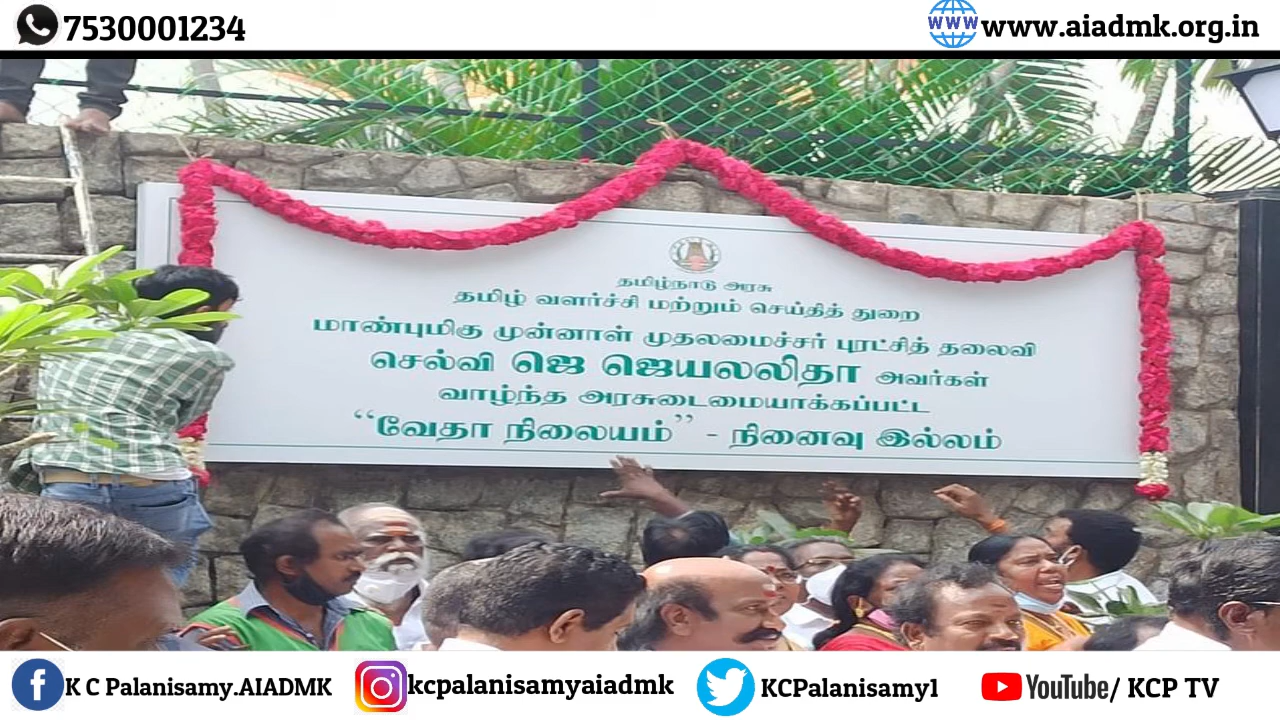 7530001234
WWW
www.aiadmk.org.in
தமிழ்நாடு அரசு
தமிழ் வளர்ச்சி மற்றும் செய்தித் துறை
மாண்புமிகு முன்னாள் முதலமைச்சர் புரட்சித் தலைவி
செல்வி ஜெ ஜெயலலிதா அவர்கள்
வாழ்ந்த அரசுடைமையாக்கப்பட்ட
“வேதா நிலையம்” - நினைவு இல்லம்
K C Palanisamy.AIADMK
kcpalanisamyaiadmk
KCPalanisamy1
YouTube/ KCP TV